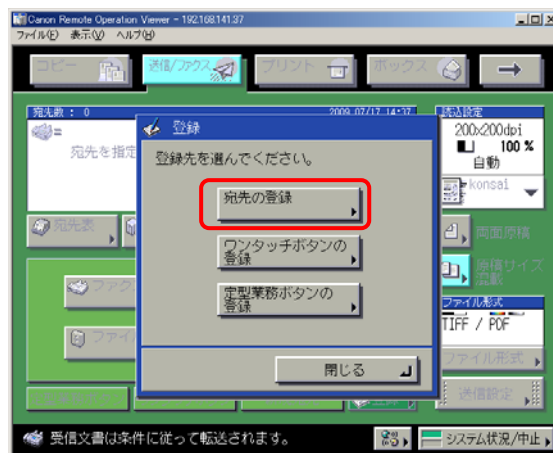 Canon Remote Operation Viewer - 192.168.141.37
ファイル(F) 表示(V) ヘルプ(H)
コピー
送信/ファクス
プリント
ボックス
宛先数 : 0
2009 07/17 14:37
読込設定
200x200dpi
100 %
自動
宛先を指定
登録
登録先を選んでください。
konsai
宛先の登録
宛先表
両面原稿
ワンタッチボタンの
登録
原稿サイズ
混載
定型業務ボタンの
登録
ファイル形式
TIFF / PDF
ファイル形式
閉じる
送信設定
受信文書は条件に従って転送されます。
システム状況/中止